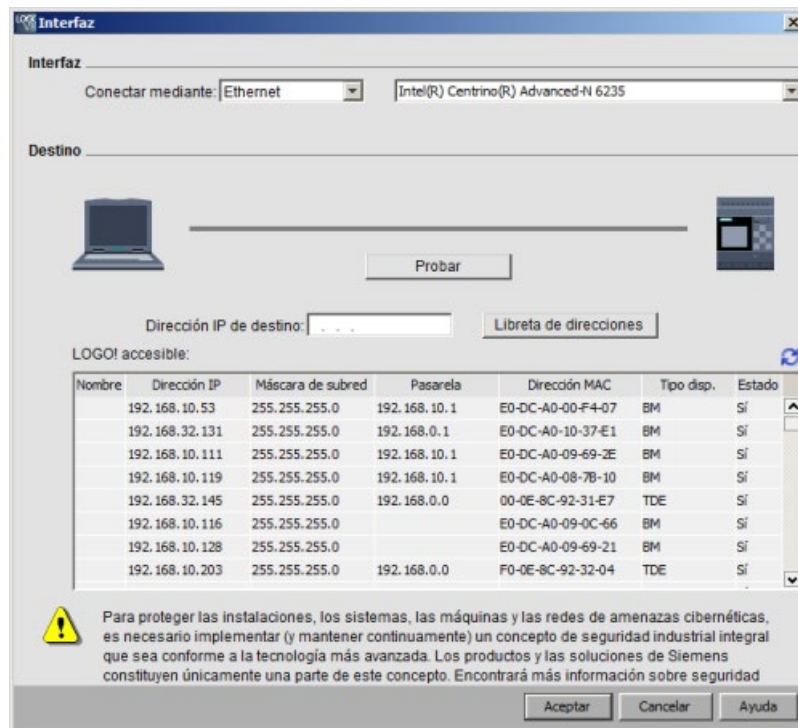 Interfaz
Interfaz
Conectar mediante: Ethernet Intel(R) Centrino(R) Advanced-N 6235
Destino
Probar
Dirección IP de destino: . . . Libreta de direcciones
LOGO! accesible:
Nombre Dirección IP Máscara de subred Pasarela Dirección MAC Tipo disp. Estado
192.168.10.53 255.255.255.0 192.168.10.1 E0-DC-A0-00-F4-07 BM Sí
192.168.32.131 255.255.255.0 192.168.0.1 E0-DC-A0-10-37-E1 BM Sí
192.168.10.111 255.255.255.0 192.168.10.1 E0-DC-A0-09-69-2E BM Sí
192.168.10.119 255.255.255.0 192.168.10.1 E0-DC-A0-08-7B-10 BM Sí
192.168.32.145 255.255.255.0 192.168.0.0 00-0E-8C-92-31-E7 TDE Sí
192.168.10.116 255.255.255.0 E0-DC-A0-09-0C-66 BM Sí
192.168.10.128 255.255.255.0 E0-DC-A0-09-69-21 BM Sí
192.168.10.203 255.255.255.0 192.168.0.0 F0-0E-8C-92-32-04 TDE Sí
Para proteger las instalaciones, los sistemas, las máquinas y las redes de amenazas cibernéticas,
es necesario implementar (y mantener continuamente) un concepto de seguridad industrial integral
que sea conforme a la tecnología más avanzada. Los productos y las soluciones de Siemens
constituyen únicamente una parte de este concepto. Encontrará más información sobre seguridad
Aceptar Cancelar Ayuda